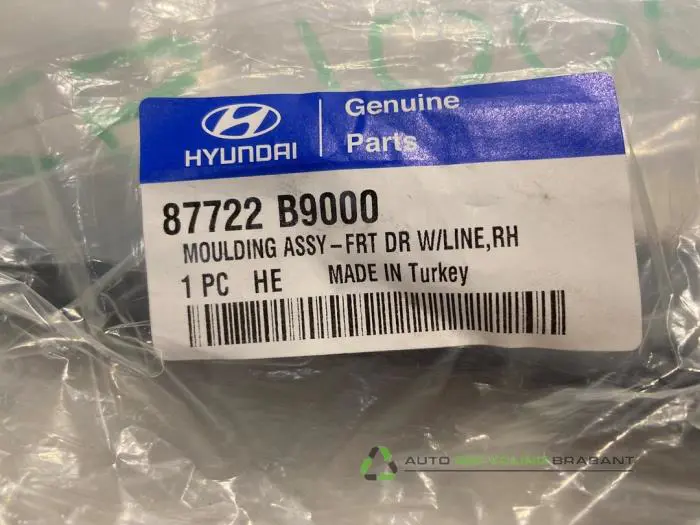 HYUNDAI
Genuine
Parts
87722 B9000
MOULDING ASSY-FRT DR W/LINE,RH
1 PC HE MADE IN Turkey
AUTO RECYCLING BRABANT